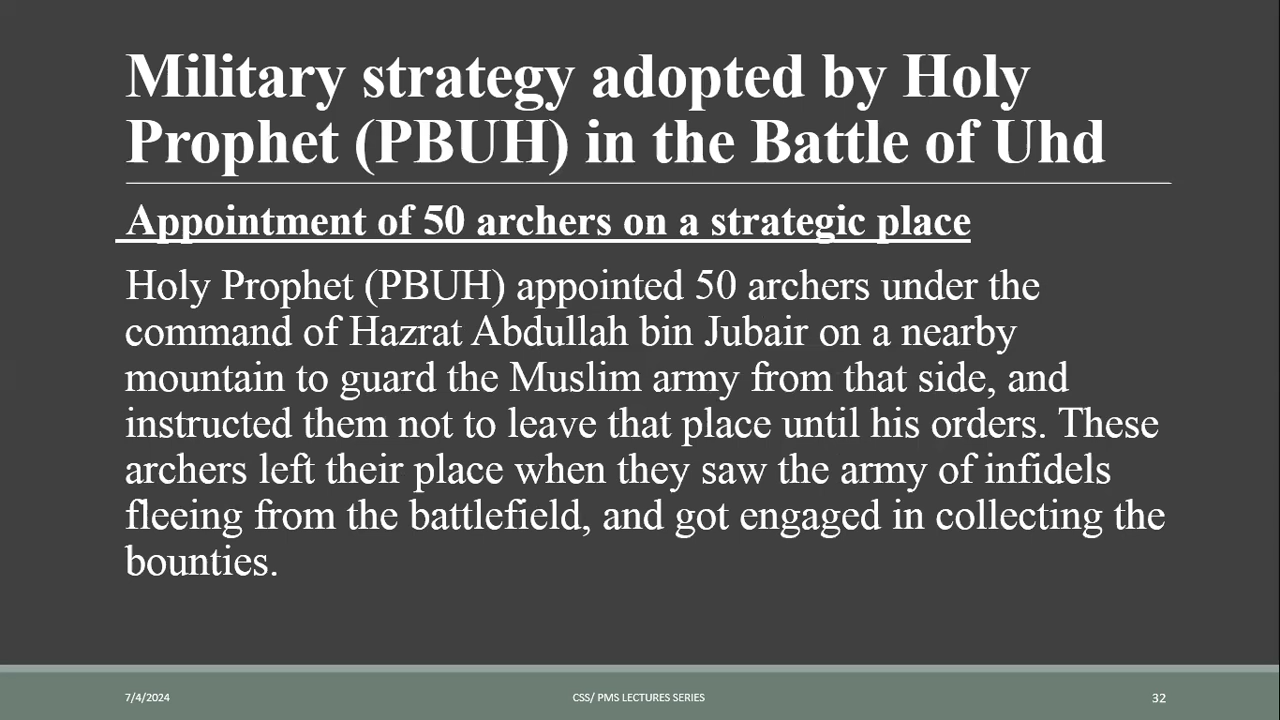 Military strategy adopted by Holy
Prophet (PBUH) in the Battle of Uhd
Appointment of 50 archers on a strategic place
Holy Prophet (PBUH) appointed 50 archers under the
command of Hazrat Abdullah bin Jubair on a nearby
mountain to guard the Muslim army from that side, and
instructed them not to leave that place until his orders. These
archers left their place when they saw the army of infidels
fleeing from the battlefield, and got engaged in collecting the
bounties.
7/4/2024
CSS/ PMS LECTURES SERIES
32